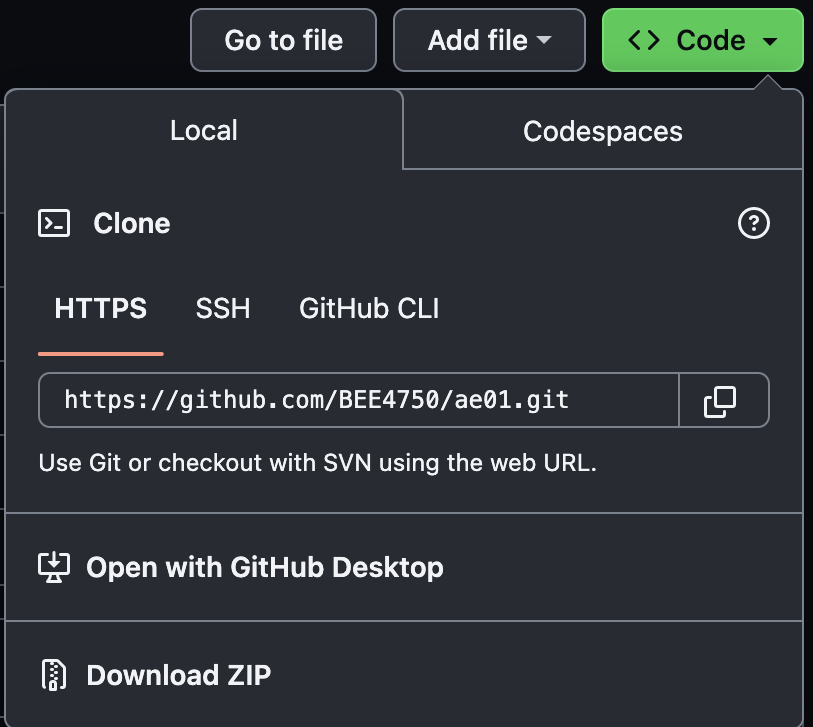 Go to file Add file <> Code
Local Codespaces
Clone
HTTPS SSH GitHub CLI
https://github.com/BEE4750/ae01.git
Use Git or checkout with SVN using the web URL.
Open with GitHub Desktop
Download ZIP